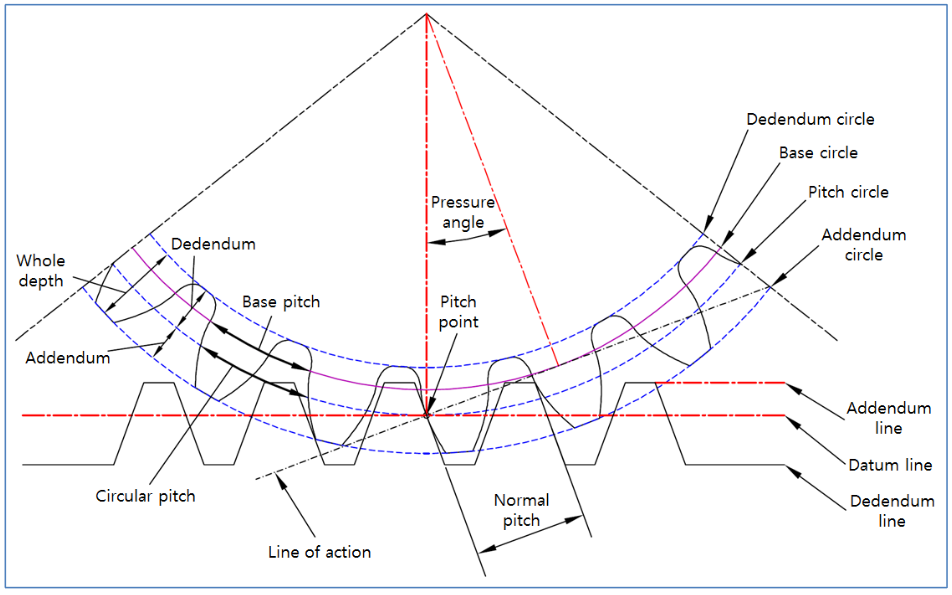 Dedendum circle
Base circle
Pressure
angle
Pitch circle
Addendum
circle
Dedendum
Whole
depth
Base pitch
Pitch
point
Addendum
Addendum
line
Datum line
Circular pitch
Normal
pitch
Dedendum
line
Line of action